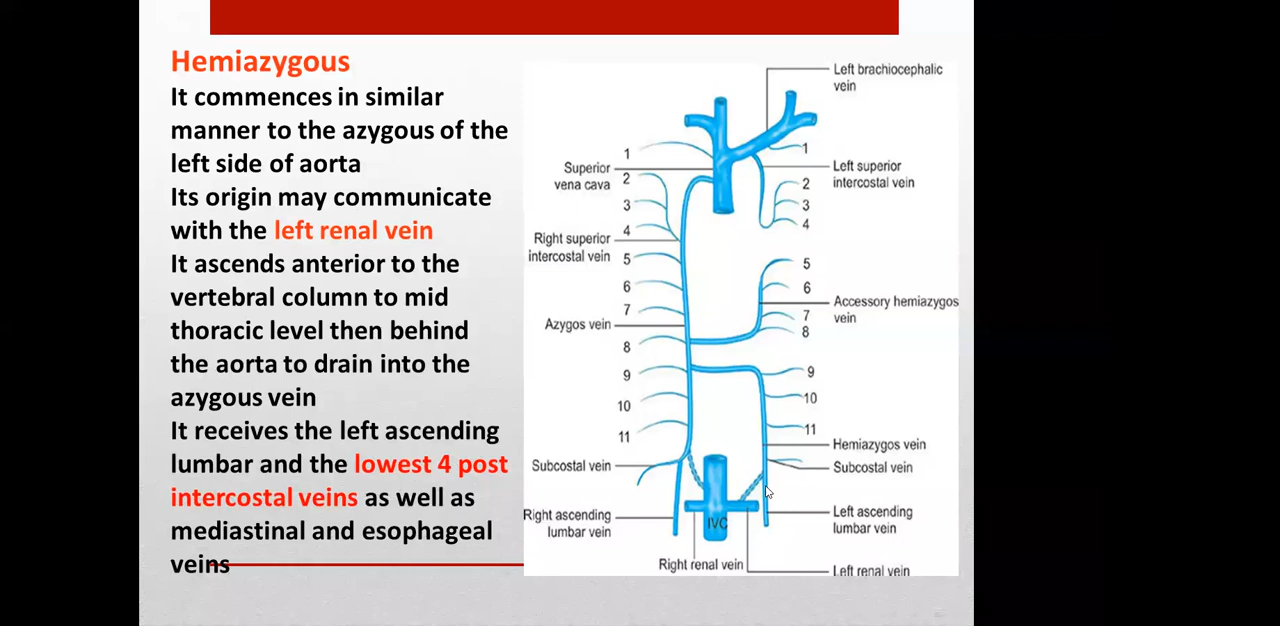 Hemiazygous
It commences in similar
manner to the azygous of the
left side of aorta
Its origin may communicate
with the left renal vein
It ascends anterior to the
vertebral column to mid
thoracic level then behind
the aorta to drain into the
azygous vein
It receives the left ascending
lumbar and the lowest 4 post
intercostal veins as well as
mediastinal and esophageal
veins
Left brachiocephalic
vein
1
1
Superior
vena cava
Left superior
intercostal vein
2
2
3
3
4
4
Right superior
intercostal vein
5
5
6
6
Accessory hemiazygos
vein
7
7
Azygos vein
8
8
9
9
10
10
11
11
Hemiazygos vein
Subcostal vein
Subcostal vein
Right ascending
lumbar vein
IVC
Left ascending
lumbar vein
Right renal vein
Left renal vein